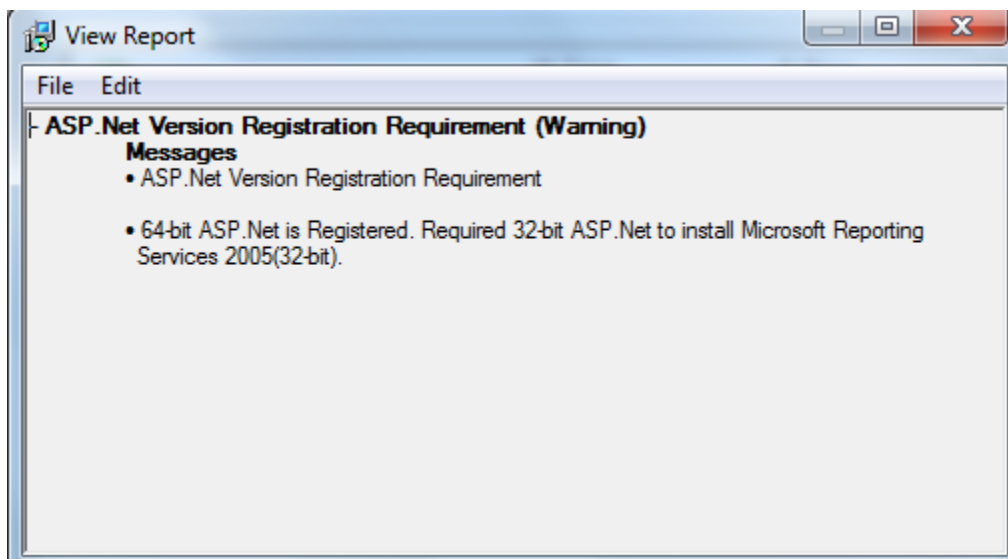 View Report
File Edit
ASP.Net Version Registration Requirement (Warning)
Messages
• ASP.Net Version Registration Requirement
• 64-bit ASP.Net is Registered. Required 32-bit ASP.Net to install Microsoft Reporting
Services 2005(32-bit).